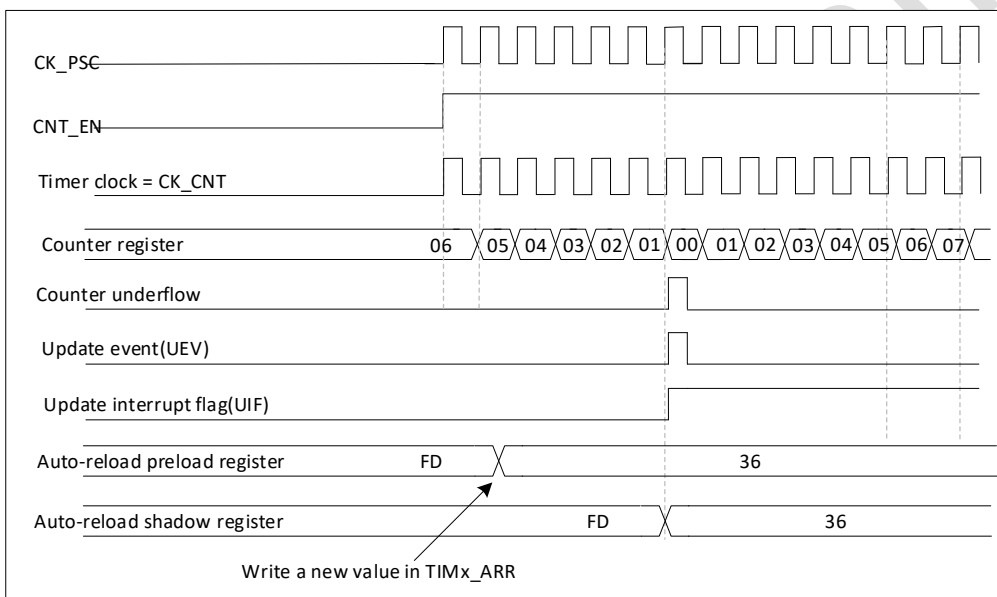 CK_PSC
CNT_EN
Timer clock = CK_CNT
Counter register 06 05 04 03 02 01 00 01 02 03 04 05 06 07
Counter underflow
Update event(UEV)
Update interrupt flag(UIF)
Auto-reload preload register FD 36
Auto-reload shadow register FD 36
Write a new value in TIMx_ARR